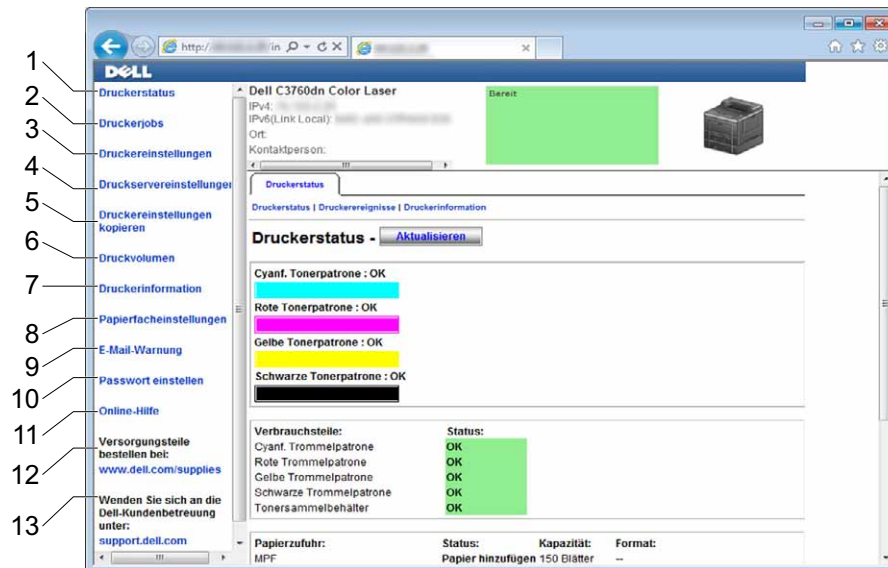 http:/ in
DELL
1
2
3
4
5
6
7
8
9
10
11
12
13
Druckerstatus
Druckerjobs
Druckereinstellungen
Druckservereinstellungen
Druckereinstellungen
kopieren
Druckvolumen
Druckerinformation
Papierfacheinstellungen
E-Mail-Warnung
Passwort einstellen
Online-Hilfe
Versorgungsteile
bestellen bei:
www.dell.com/supplies
Wenden Sie sich an die
Dell-Kundenbetreuung
unter:
support.dell.com
Dell C3760dn Color Laser
IPv4:
IPv6(Link Local):
Ort:
Kontaktperson:
Bereit
Druckerstatus
Druckerstatus | Druckerereignisse | Druckerinformation
Druckerstatus - Aktualisieren
Cyanf. Tonerpatrone : OK
Rote Tonerpatrone : OK
Gelbe Tonerpatrone : OK
Schwarze Tonerpatrone : OK
Verbrauchsteile: Status:
Cyanf. Trommelpatrone OK
Rote Trommelpatrone OK
Gelbe Trommelpatrone OK
Schwarze Trommelpatrone OK
Tonersammelbehälter OK
Papierzufuhr: Status: Kapazität: Format:
MPF Papier hinzufügen 150 Blätter --